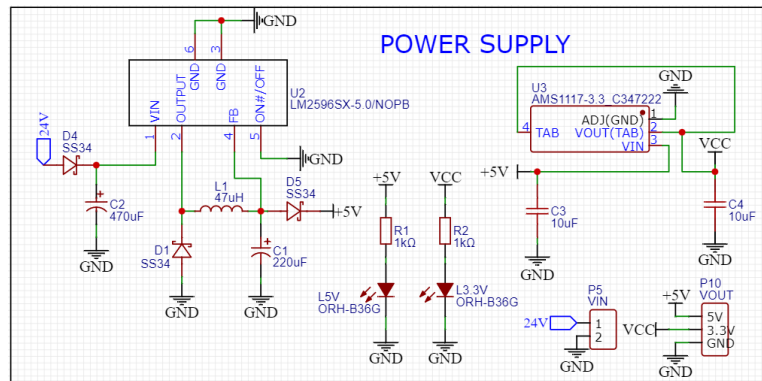 POWER SUPPLY
GND
6
GND
3
GND
U2
LM2596SX-5.0/NOPB
VIN
OUTPUT
FB
ON#/OFF
1
2
4
5
GND
24V
D4
SS34
C2
470uF
GND
L1
47uH
D5
SS34
+5V
D1
SS34
GND
C1
220uF
GND
+5V
R1
1kΩ
L5V
ORH-B36G
GND
VCC
R2
1kΩ
L3.3V
ORH-B36G
GND
U3
AMS1117-3.3_C347222
GND
4
TAB
ADJ(GND)
1
VOUT(TAB)
2
VIN
3
+5V
VCC
C3
10uF
GND
C4
10uF
GND
P5
VIN
24V
1
2
GND
P10
VOUT
+5V
5V
VCC
3.3V
GND
GND